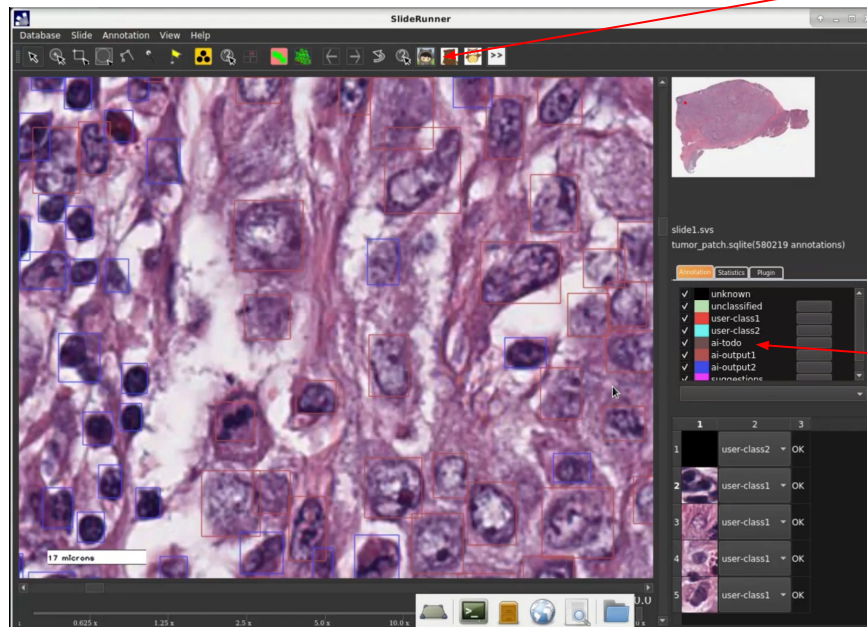 SlideRunner
Database Slide Annotation View Help
>>
slide1.svs
tumor_patch.sqlite(580219 annotations)
Annotation Statistics Plugin
unknown
unclassified
user-class1
user-class2
ai-todo
ai-output1
ai-output2
suggestions
1 2 3
1 user-class2 OK
2 user-class1 OK
3 user-class1 OK
4 user-class1 OK
5 user-class1 OK
17 microns
0.625 x 1.25 x 2.5 x 5.0 x 10.0 x